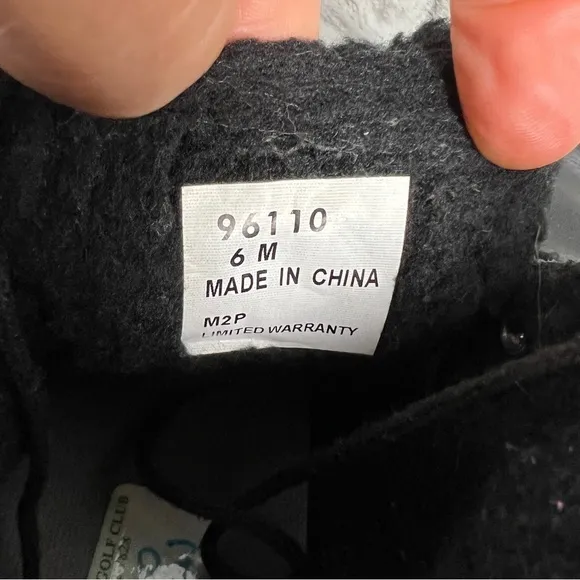 96110
6 M
MADE IN CHINA
M2P
LIMITED WARRANTY
GOLF CLUB